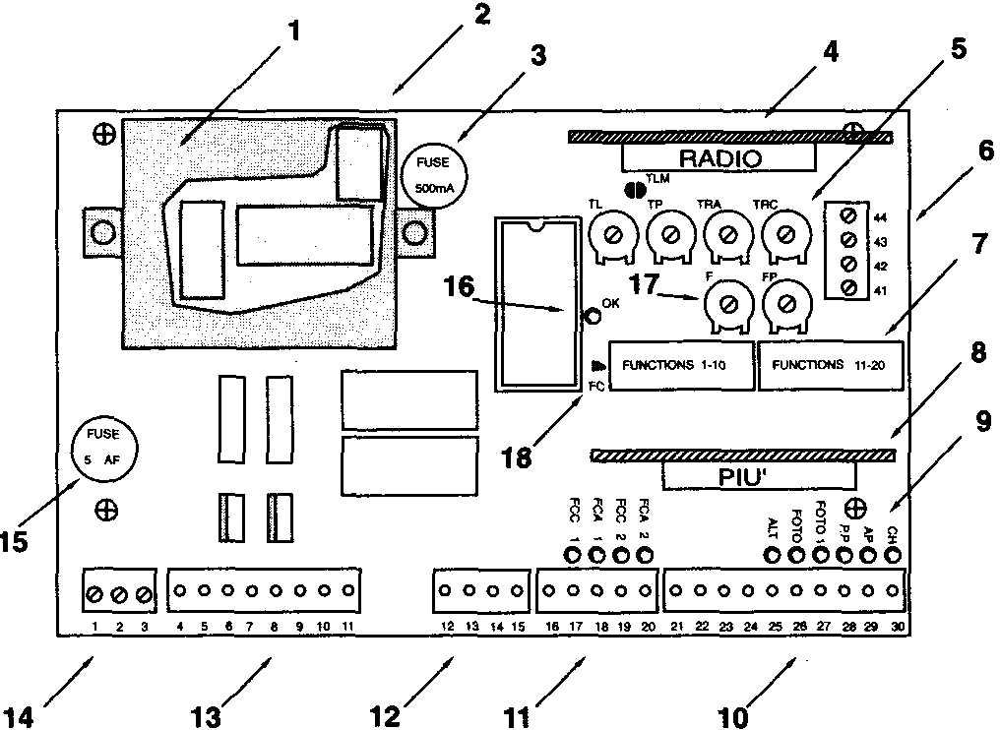 1
2
3
4
5
6
7
8
9
10
11
12
13
14
15
16
17
18
FUSE
500mA
RADIO
TLM
TL TP TRA TRC
44
43
42
41
F FP
OK
FUNCTIONS 1-10
FUNCTIONS 11-20
FC
FUSE
5 AF
PIU'
FCC 1
FCA 1
FCC 2
FCA 2
ALT
FOTO
FOTO 1
P.P
AP
CH
1 2 3
4 5 6 7 8 9 10 11
12 13 14 15
16 17 18 19 20
21 22 23 24 25 26 27 28 29 30